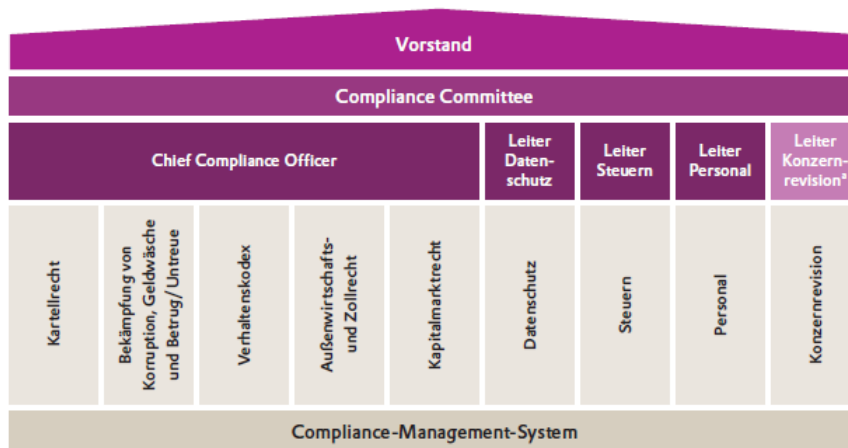 Vorstand
Compliance Committee
Chief Compliance Officer
Leiter
Daten-
schutz
Leiter
Steuern
Leiter
Personal
Leiter
Konzern-
revisionª
Kartellrecht
Bekämpfung von
Korruption, Geldwäsche
und Betrug/ Untreue
Verhaltenskodex
Außenwirtschafts-
und Zollrecht
Kapitalmarktrecht
Datenschutz
Steuern
Personal
Konzernrevision
Compliance-Management-System